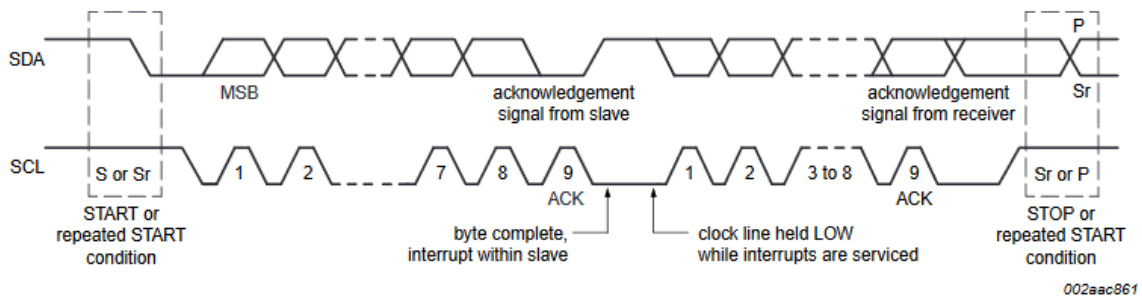 SDA
MSB
acknowledgement
signal from slave
acknowledgement
signal from receiver
P
Sr
SCL
S or Sr
1
2
7
8
9
ACK
1
2
3 to 8
9
ACK
Sr or P
START or
repeated START
condition
byte complete,
interrupt within slave
clock line held LOW
while interrupts are serviced
STOP or
repeated START
condition
002aac861